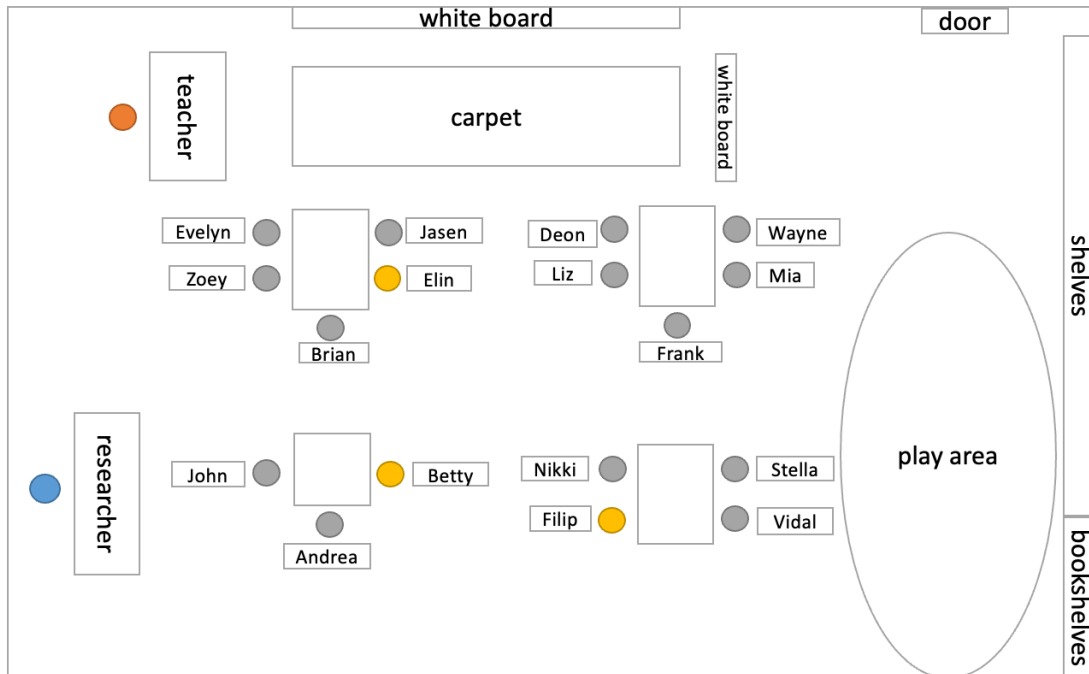 white board
door
teacher
carpet
white board
shelves
Evelyn
Jasen
Deon
Wayne
Zoey
Elin
Liz
Mia
Brian
Frank
researcher
John
Betty
Nikki
Stella
play area
Filip
Vidal
Andrea
bookshelves